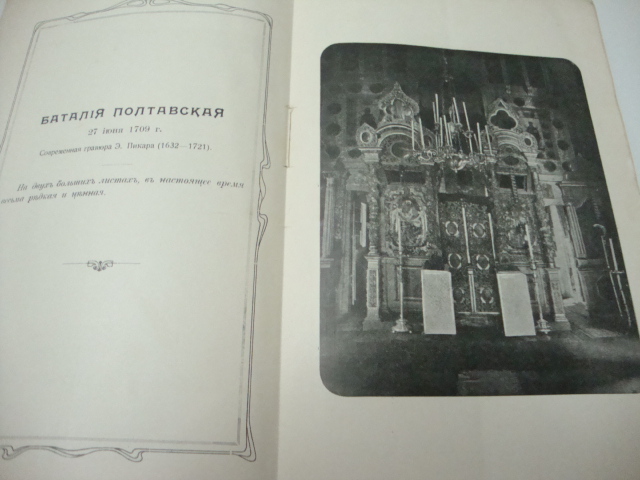 БАТАЛІЯ ПОЛТАВСКАЯ
27 іюня 1709 г.
Современная гравюра Э. Пикара (1632—1721).
На двухъ большихъ листахъ, въ настоящее время
весьма рѣдкая и цѣнная.